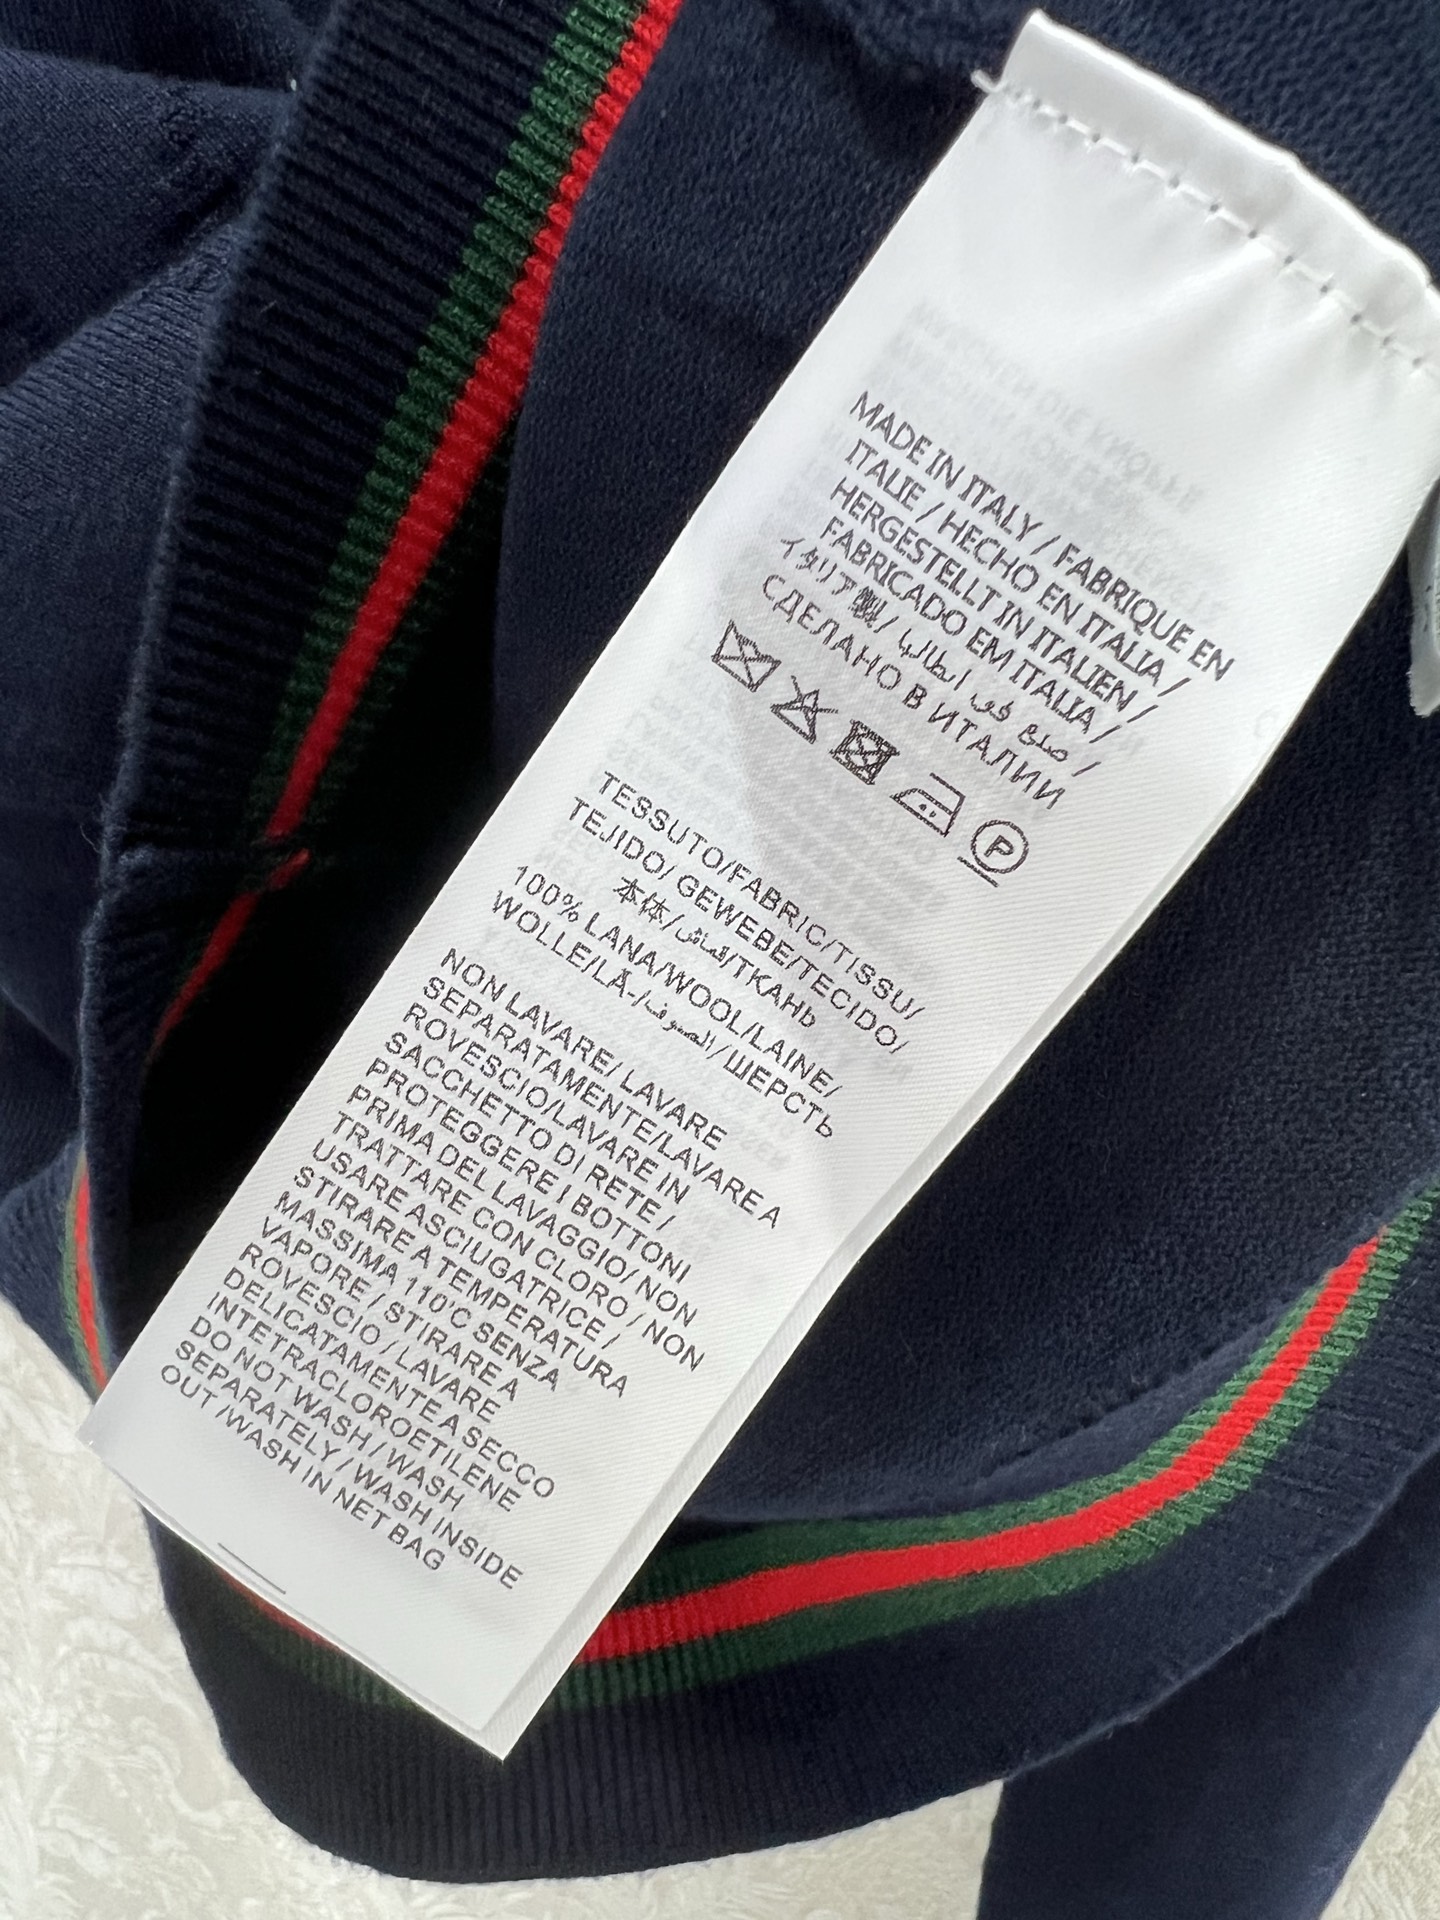 MADE IN ITALY / FABRIQUE EN
ITALIE / HECHO EN ITALIA /
HERGESTELLT IN ITALIEN /
FABRICADO EM ITALIA /
イタリア製 / صنع في ايطاليا /
СДЕЛАНО В ИТАЛИИ
P
TESSUTO/FABRIC/TISSU/
TEJIDO/ GEWEBE/TECIDO/
本体/قماش/ТКАНЬ
100% LANA/WOOL/LAINE/
WOLLE/LÃ-/الصوف/ШЕРСТЬ
NON LAVARE/ LAVARE
SEPARATAMENTE/LAVARE A
ROVESCIO/LAVARE IN
SACCHETTO DI RETE /
PROTEGGERE I BOTTONI
PRIMA DEL LAVAGGIO/ NON
TRATTARE CON CLORO / NON
USARE ASCIUGATRICE /
STIRARE A TEMPERATURA
MASSIMA 110'C SENZA
VAPORE / STIRARE A
ROVESCIO / LAVARE
DELICATAMENTE A SECCO
INTETRACLOROETILENE
DO NOT WASH / WASH
SEPARATELY / WASH INSIDE
OUT /WASH IN NET BAG